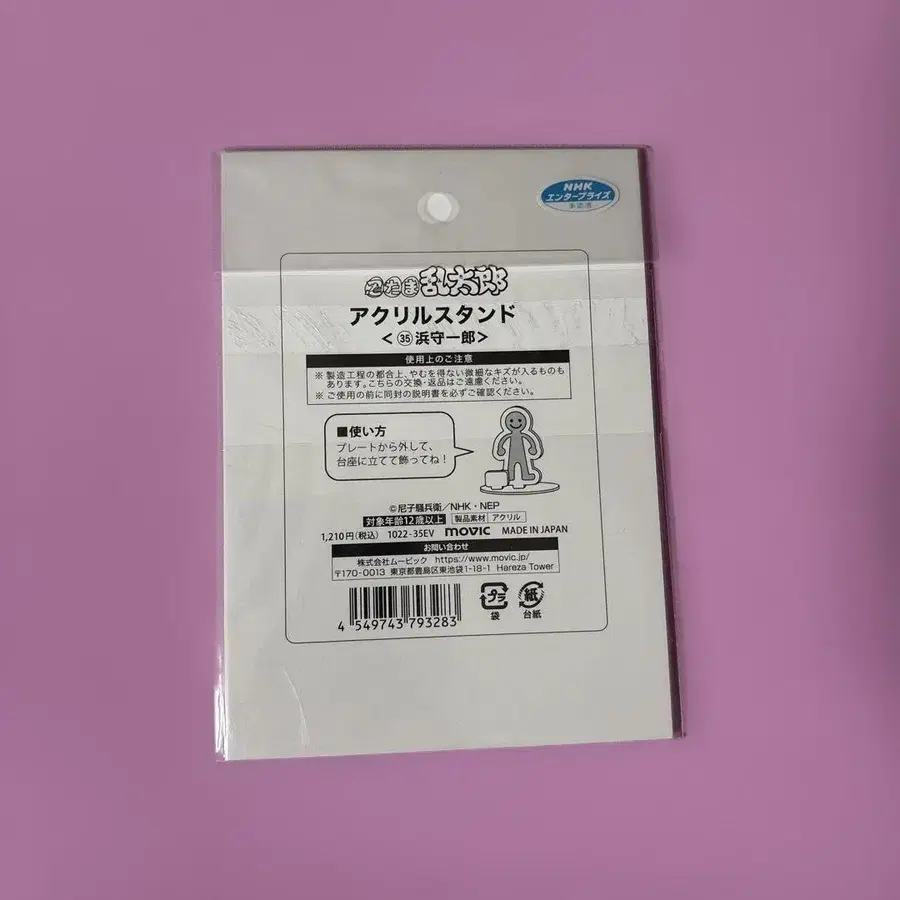 NHK
エンタープライズ
承認済
忍たま乱太郎
アクリルスタンド
<㉟浜守一郎>
使用上のご注意
※ 製造工程の都合上、やむを得ない微細なキズが入るものも
あります。こちらの交換・返品はご遠慮ください。
※ ご使用の前に同封の説明書を必ずご確認ください。
■使い方
プレートから外して、
台座に立てて飾ってね!
©尼子騒兵衛/NHK・NEP
対象年齢12歳以上 製品素材 アクリル
1,210円(税込) 1022-35EV movic MADE IN JAPAN
お問い合わせ
株式会社ムービック https://www.movic.jp/
〒170-0013 東京都豊島区東池袋1-18-1 Hareza Tower
4 549743 793283
プラ 紙
袋 台紙